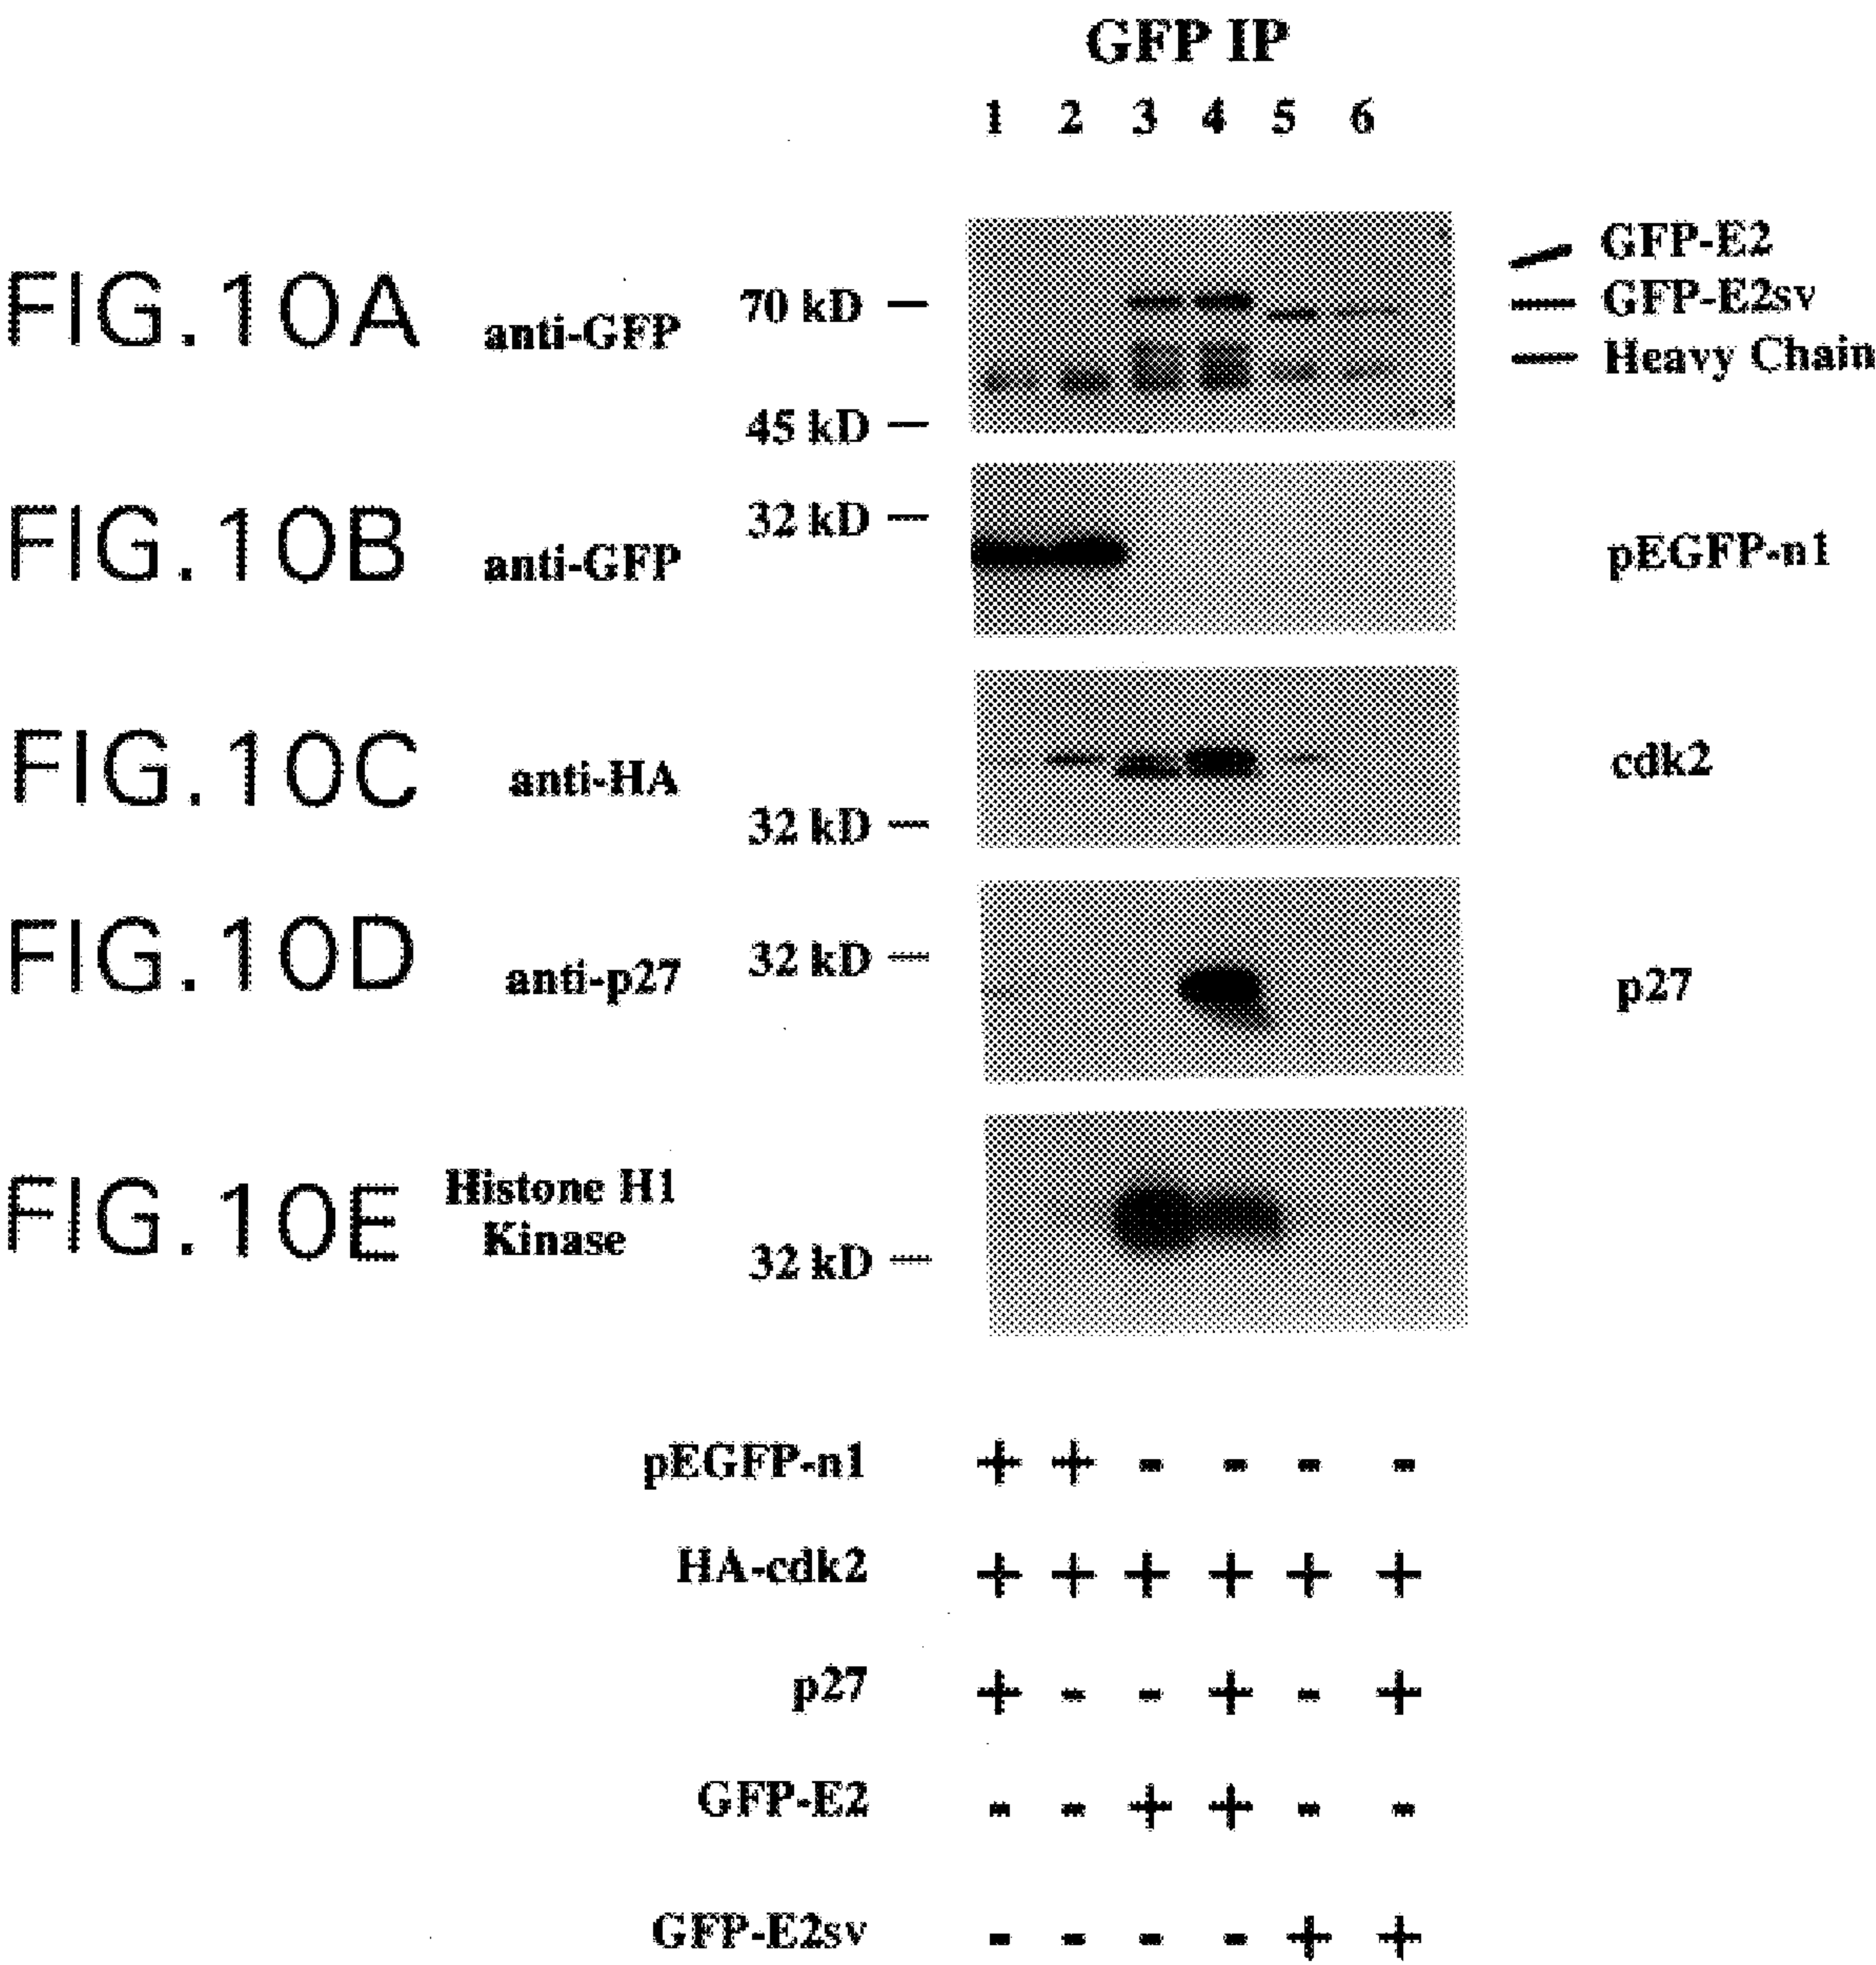 GFP IP
1 2 3 4 5 6
FIG.10A anti-GFP 70 kD — GFP-E2
GFP-E2sv
Heavy Chain
45 kD —
FIG.10B anti-GFP 32 kD — pEGFP-n1
FIG.10C anti-HA cdk2
32 kD —
FIG.10D anti-p27 32 kD — p27
FIG.10E Histone H1
Kinase
32 kD —
pEGFP-n1 + + - - - -
HA-cdk2 + + + + + +
p27 + - - + - +
GFP-E2 - - + + - -
GFP-E2sv - - - - + +